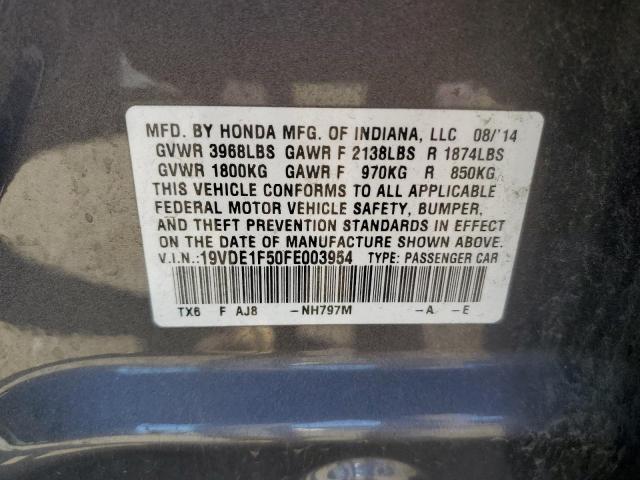 MFD. BY HONDA MFG. OF INDIANA, LLC 08/'14
GVWR 3968LBS GAWR F 2138LBS R 1874LBS
GVWR 1800KG GAWR F 970KG R 850KG
THIS VEHICLE CONFORMS TO ALL APPLICABLE
FEDERAL MOTOR VEHICLE SAFETY, BUMPER,
AND THEFT PREVENTION STANDARDS IN EFFECT
ON THE DATE OF MANUFACTURE SHOWN ABOVE.
V.I.N.:19VDE1F50FE003954 TYPE: PASSENGER CAR
TX6 F AJ8 -NH797M -A -E